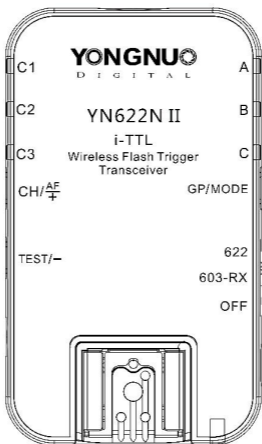 YONGNUO
DIGITAL
C1
A
C2
B
YN622N II
i-TTL
C3
C
Wireless Flash Trigger
Transceiver
CH/AF
+
GP/MODE
TEST/−
622
603-RX
OFF